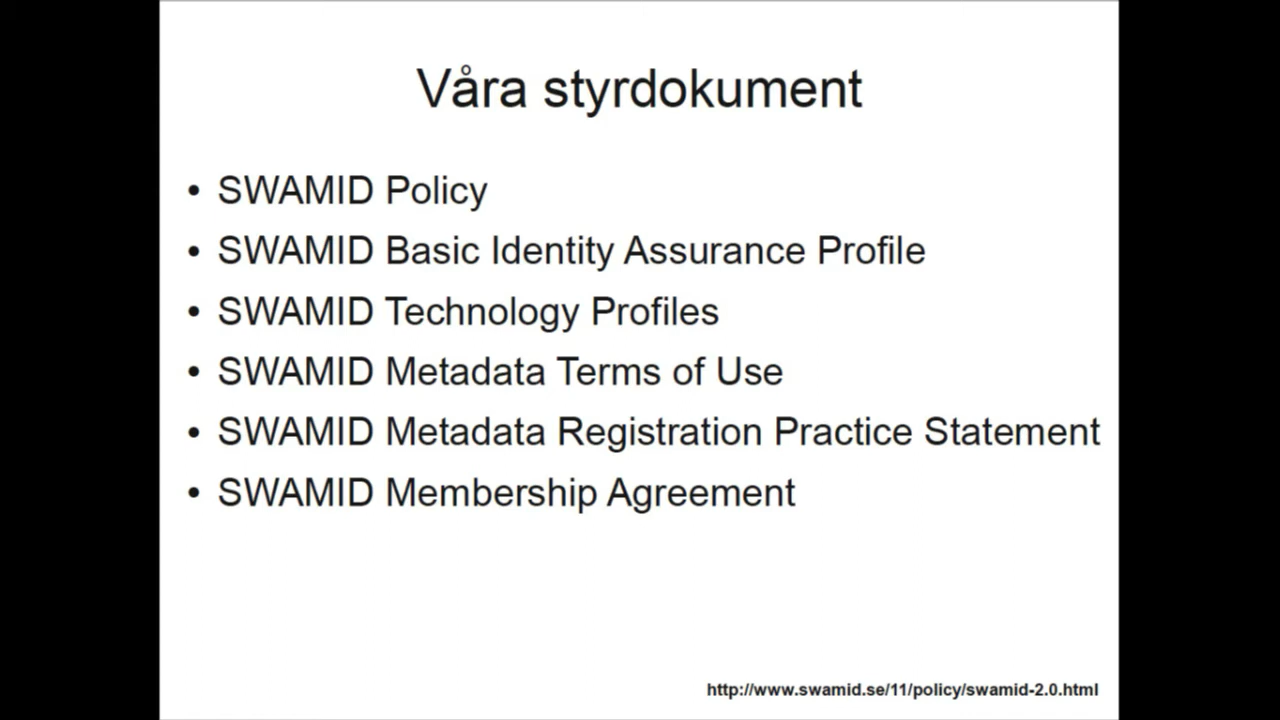 Våra styrdokument
• SWAMID Policy
• SWAMID Basic Identity Assurance Profile
• SWAMID Technology Profiles
• SWAMID Metadata Terms of Use
• SWAMID Metadata Registration Practice Statement
• SWAMID Membership Agreement
http://www.swamid.se/11/policy/swamid-2.0.html